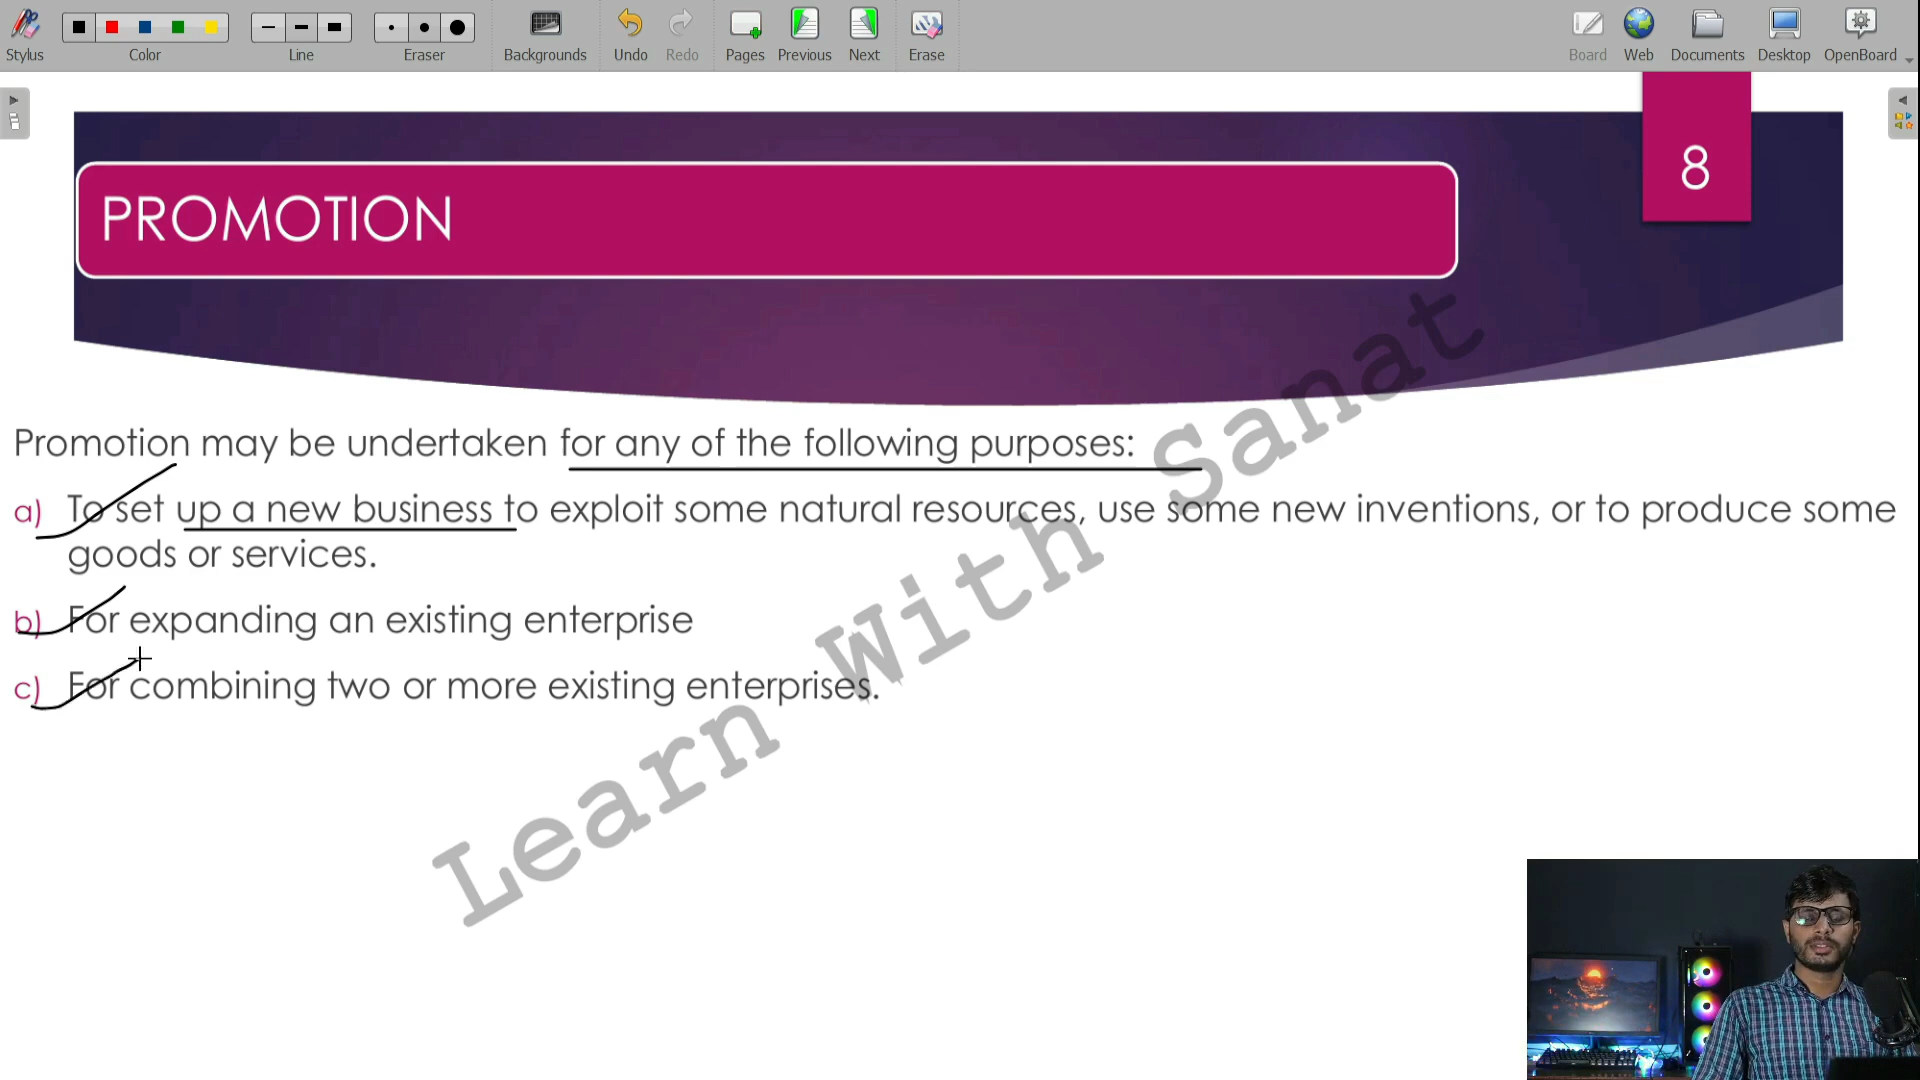 Stylus
Color
Line
Eraser
Backgrounds
Undo
Redo
Pages
Previous
Next
Erase
Board
Web
Documents
Desktop
OpenBoard
8
PROMOTION
Promotion may be undertaken for any of the following purposes:
a) To set up a new business to exploit some natural resources, use some new inventions, or to produce some
goods or services.
b) For expanding an existing enterprise
c) For combining two or more existing enterprises.
Learn With Sanat